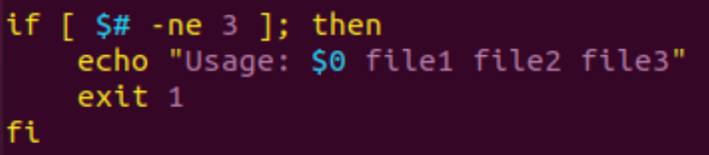 if [ $# -ne 3 ]; then
    echo "Usage: $0 file1 file2 file3"
    exit 1
fi